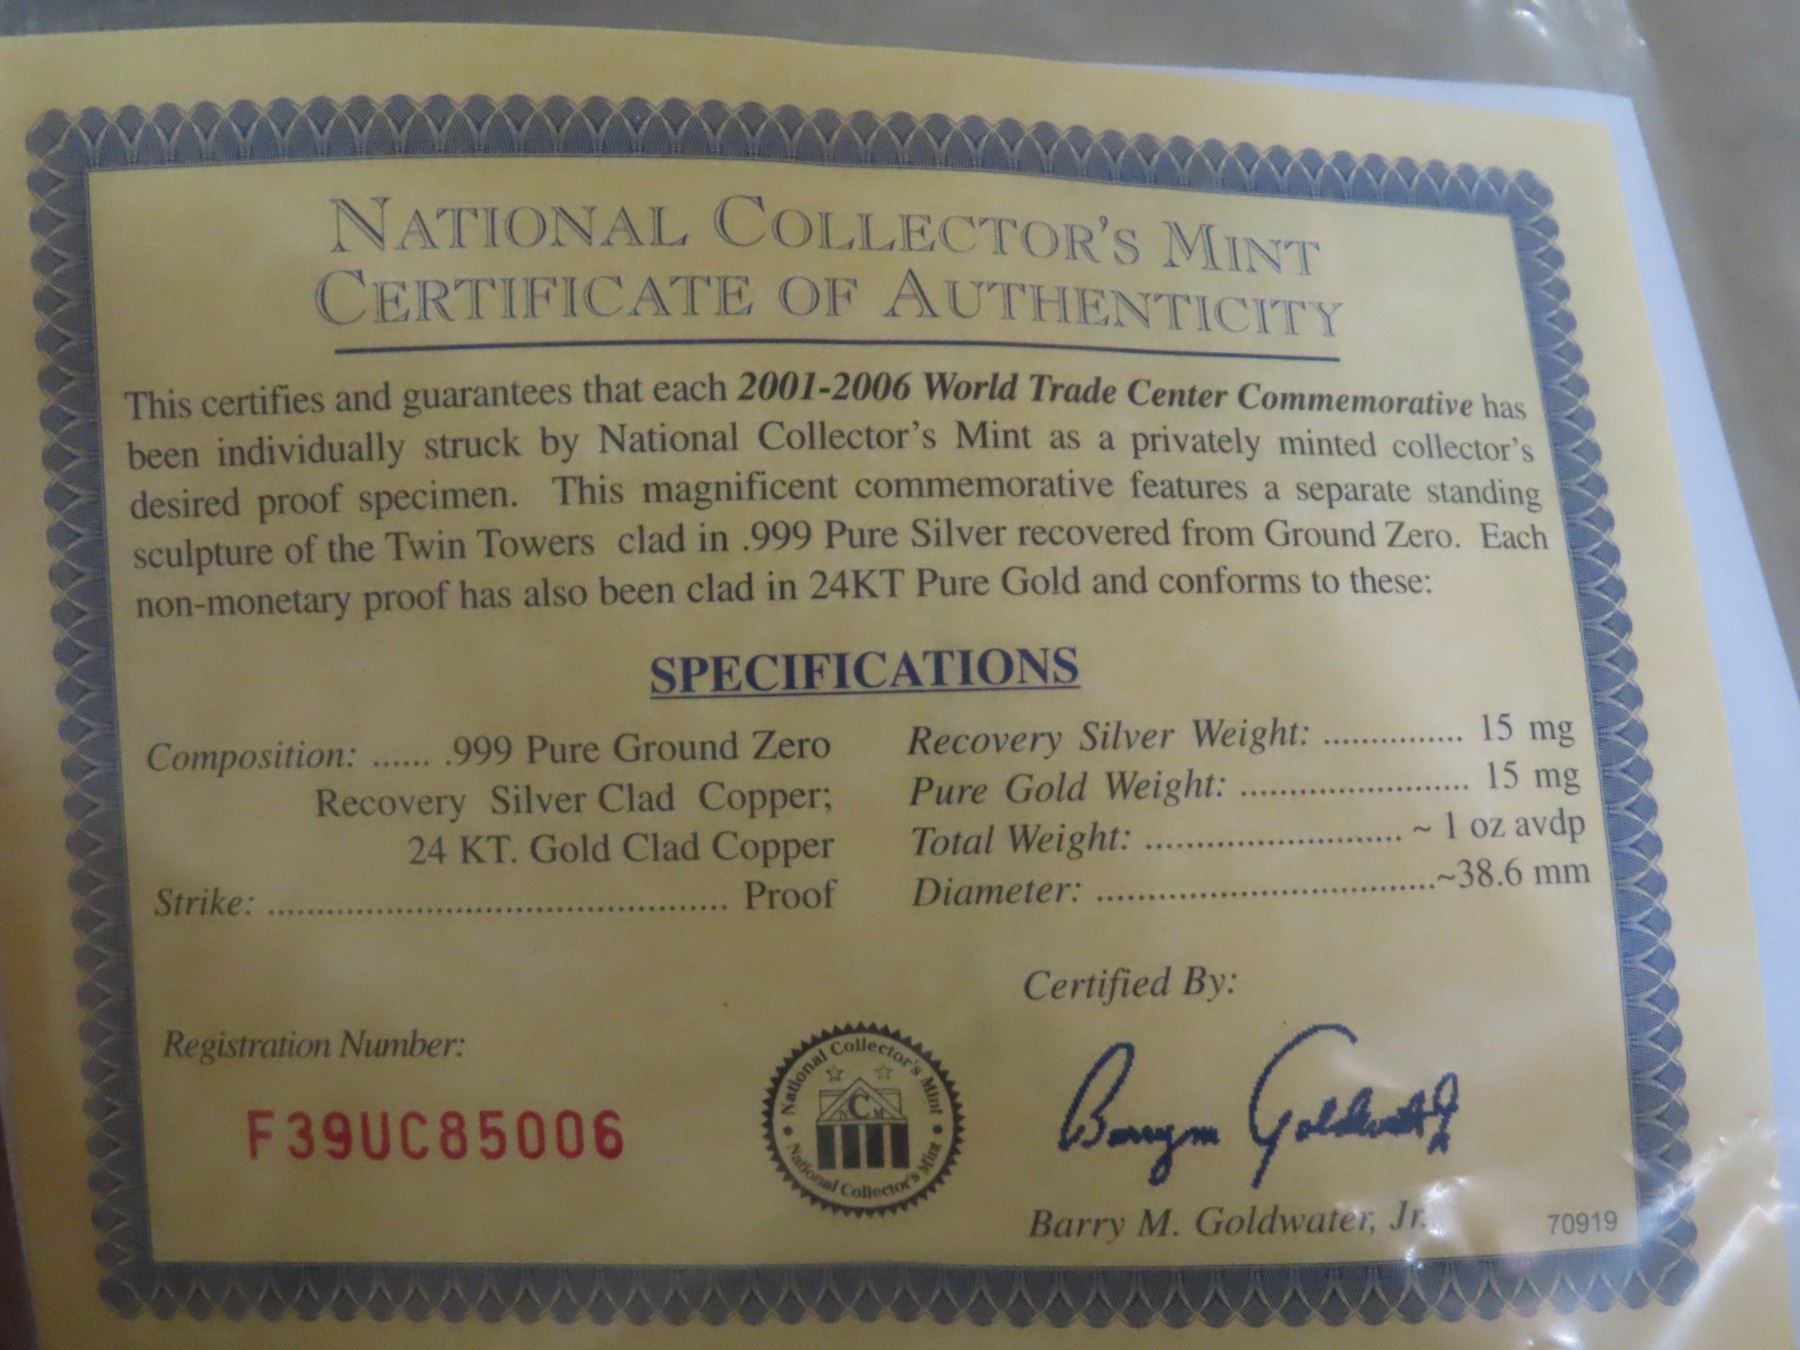 NATIONAL COLLECTOR'S MINT
CERTIFICATE OF AUTHENTICITY
This certifies and guarantees that each 2001-2006 World Trade Center Commemorative has
been individually struck by National Collector's Mint as a privately minted collector's
desired proof specimen. This magnificent commemorative features a separate standing
sculpture of the Twin Towers clad in .999 Pure Silver recovered from Ground Zero. Each
non-monetary proof has also been clad in 24KT Pure Gold and conforms to these:
SPECIFICATIONS
Composition: ...... .999 Pure Ground Zero
Recovery Silver Clad Copper;
24 KT. Gold Clad Copper
Strike: ............................................... Proof
Recovery Silver Weight: ............... 15 mg
Pure Gold Weight: ........................ 15 mg
Total Weight: .......................... ~ 1 oz avdp
Diameter: ...................................~38.6 mm
Registration Number:
F39UC85006
National Collector's Mint
N C M
National Collector's Mint
Certified By:
Barry M Goldwater Jr
Barry M. Goldwater, Jr.
70919